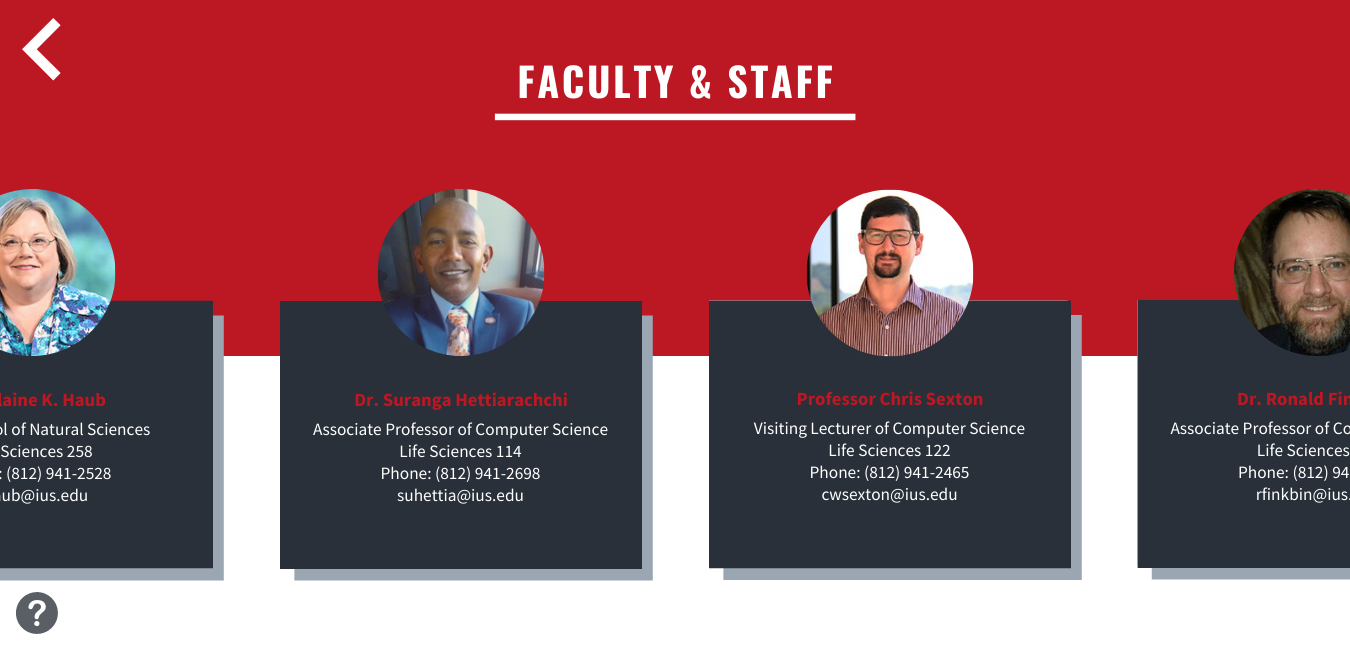 FACULTY & STAFF
laine K. Haub
ol of Natural Sciences
Sciences 258
: (812) 941-2528
ub@ius.edu
Dr. Suranga Hettiarachchi
Associate Professor of Computer Science
Life Sciences 114
Phone: (812) 941-2698
suhettia@ius.edu
Professor Chris Sexton
Visiting Lecturer of Computer Science
Life Sciences 122
Phone: (812) 941-2465
cwsexton@ius.edu
Dr. Ronald Fin
Associate Professor of Co
Life Sciences
Phone: (812) 94
rfinkbin@ius.
?